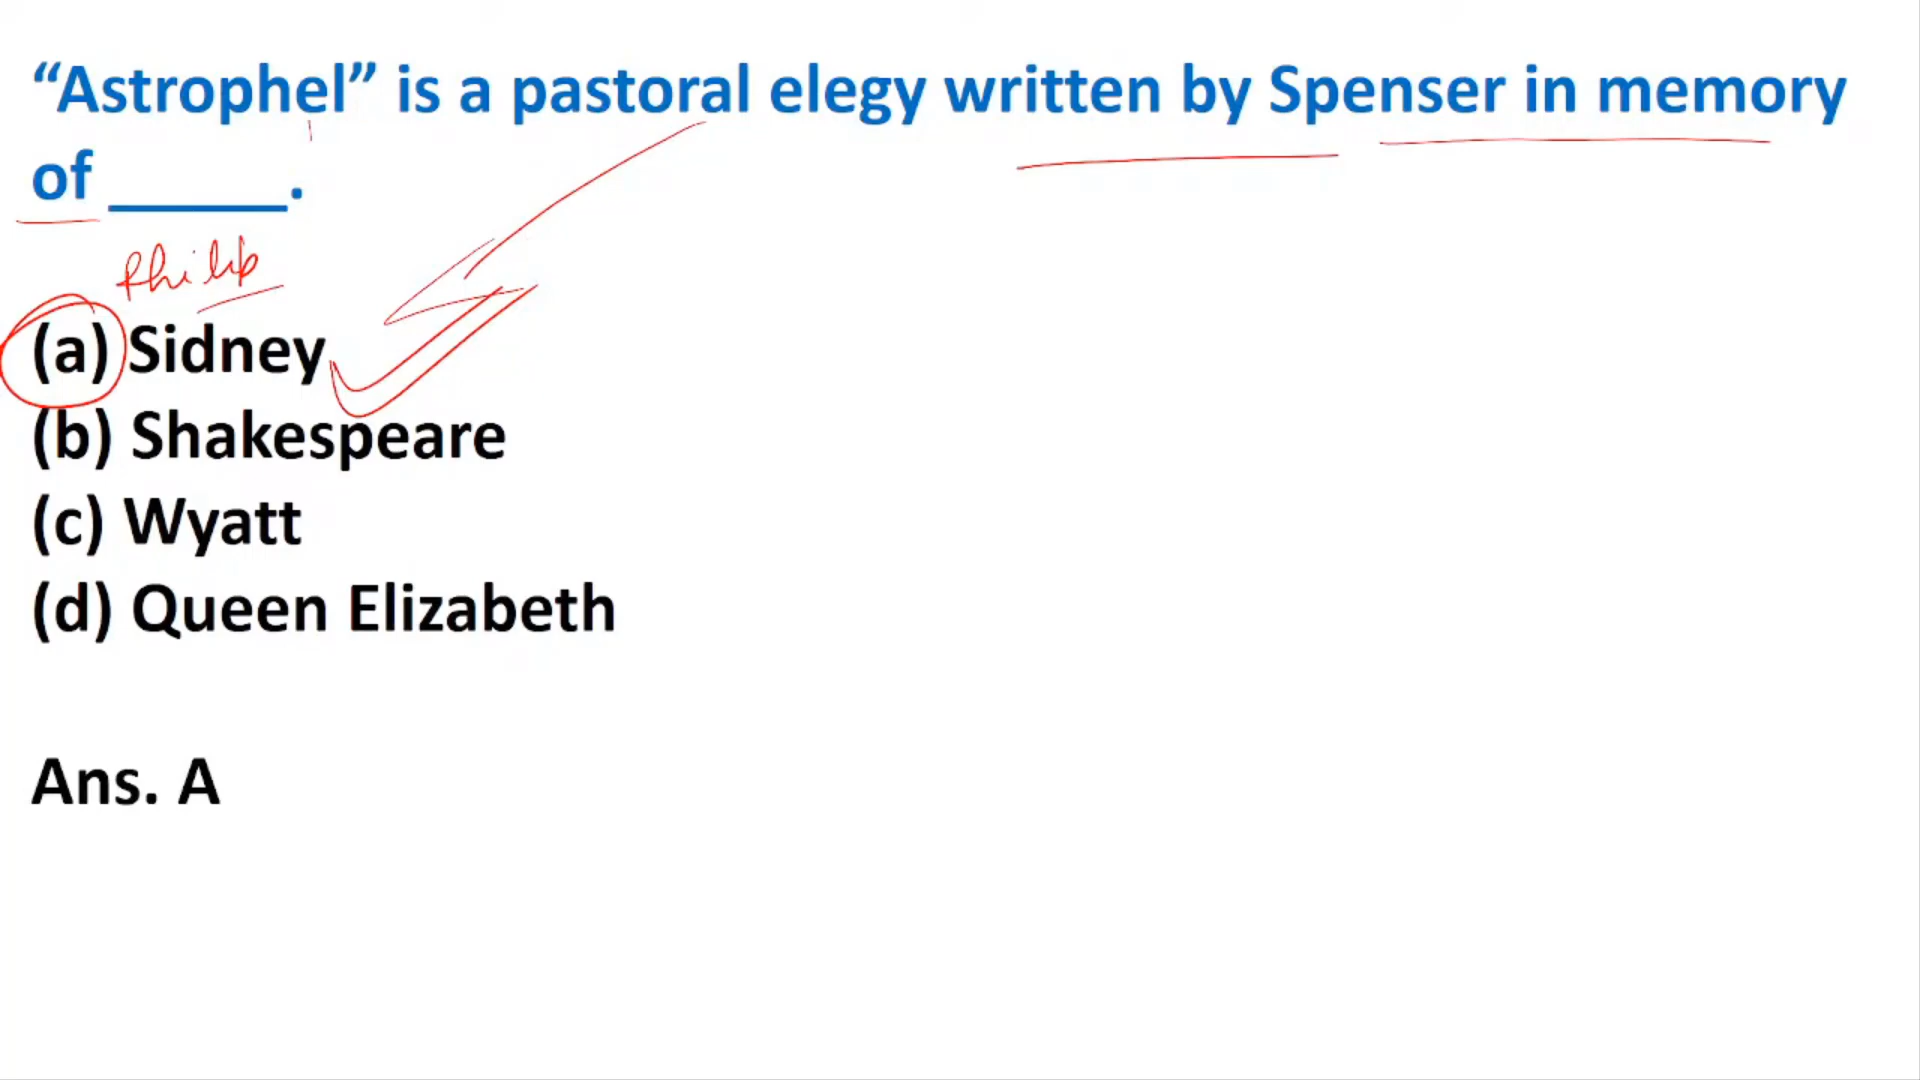 “Astrophel” is a pastoral elegy written by Spenser in memory
of ______.
Philip
(a) Sidney
(b) Shakespeare
(c) Wyatt
(d) Queen Elizabeth
Ans. A